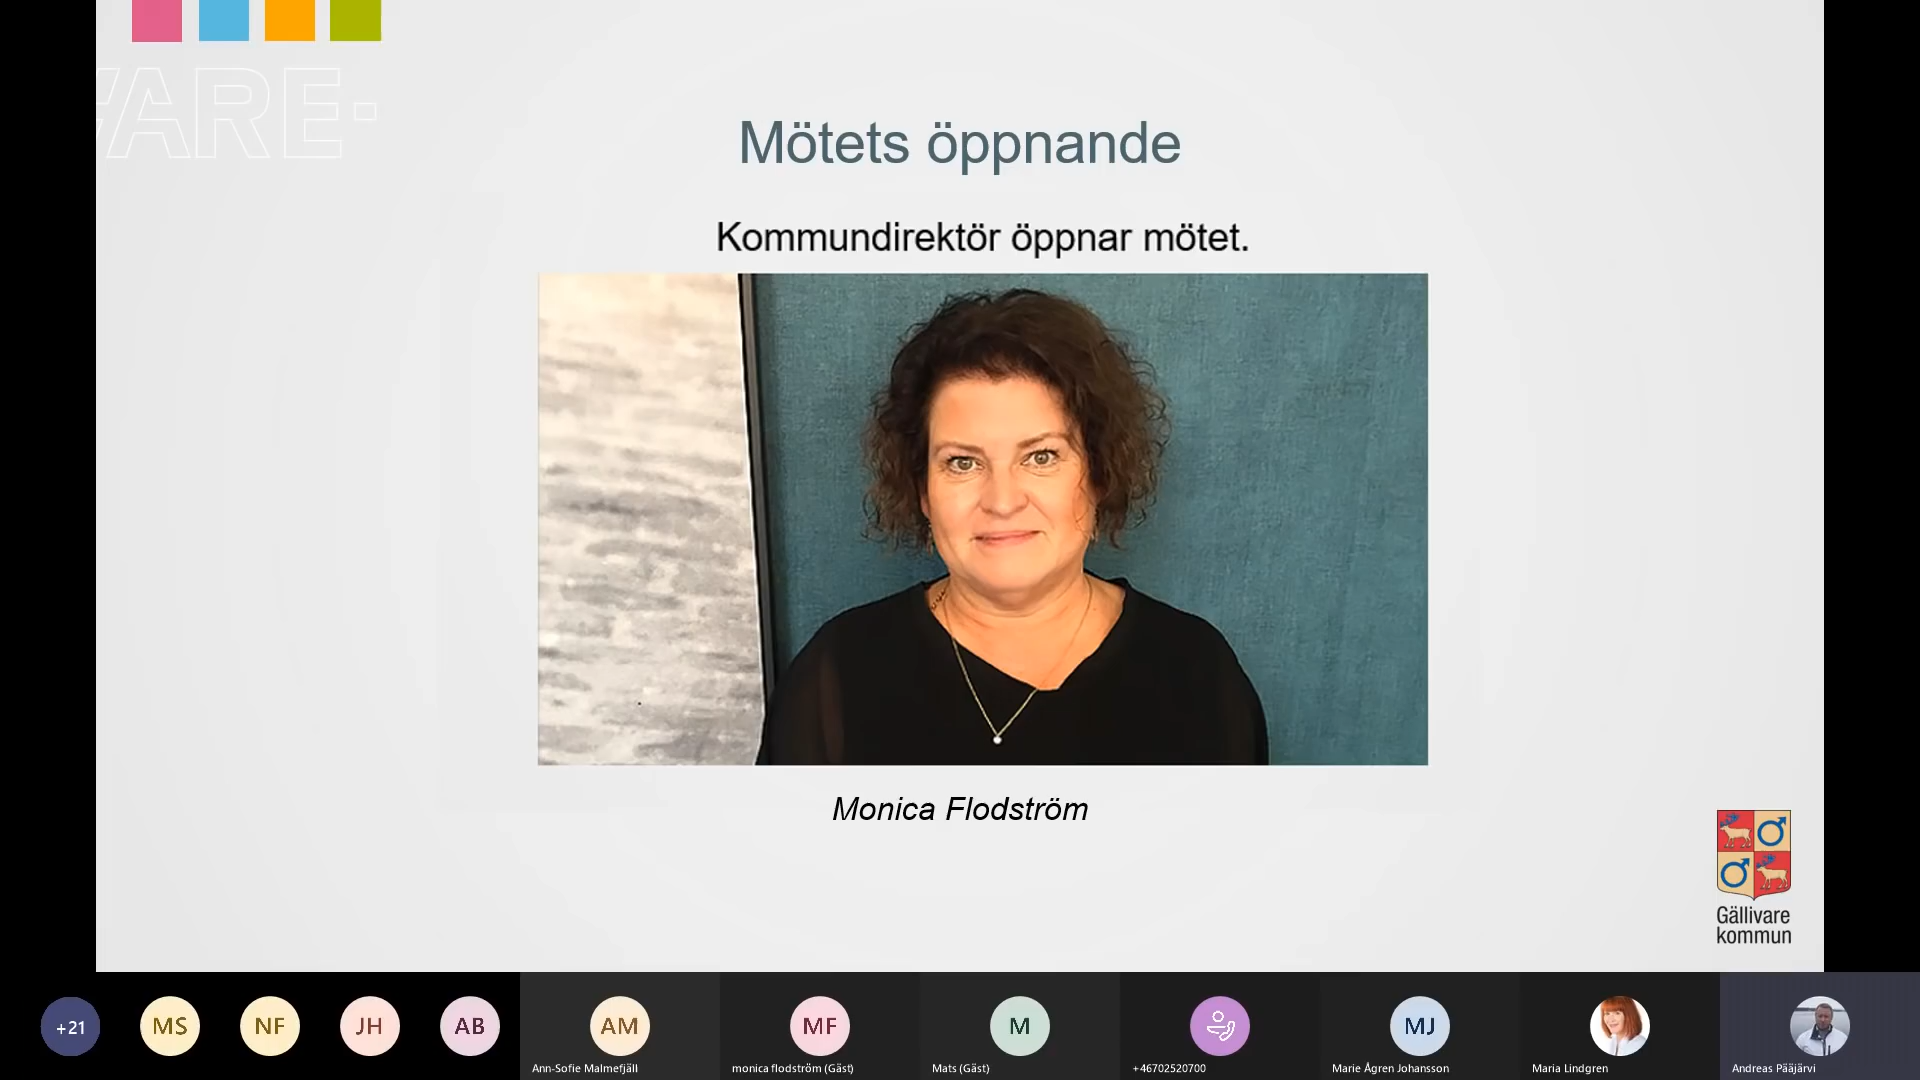 VARE
Mötets öppnande
Kommundirektör öppnar mötet.
Monica Flodström
Gällivare
kommun
+21
MS
NF
JH
AB
AM
MF
M
MJ
Ann-Sofie Malmefjäll
monica flodström (Gäst)
Mats (Gäst)
+46702520700
Marie Ågren Johansson
Maria Lindgren
Andreas Pääjärvi